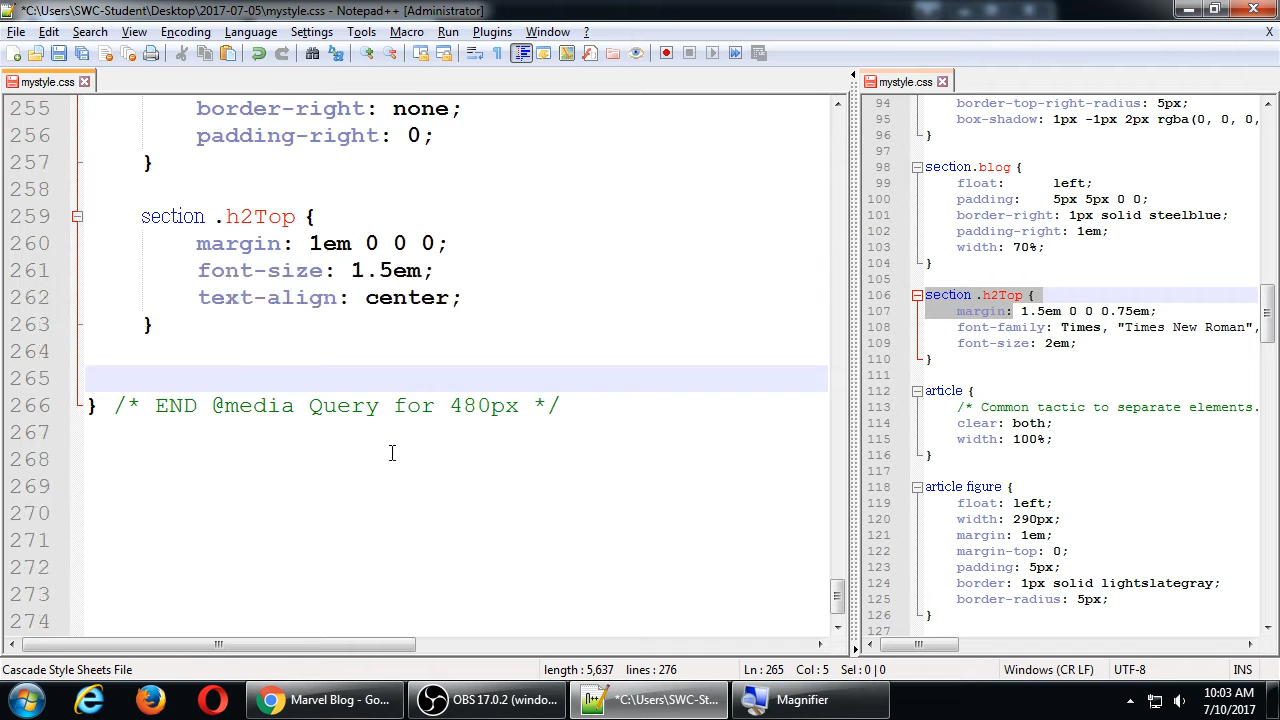 *C:\Users\SWC-Student\Desktop\2017-07-05\mystyle.css - Notepad++ [Administrator]
File Edit Search View Encoding Language Settings Tools Macro Run Plugins Window ? X
mystyle.css
255 border-right: none;
256 padding-right: 0;
257 }
258
259 section .h2Top {
260 margin: 1em 0 0 0;
261 font-size: 1.5em;
262 text-align: center;
263 }
264
265
266 } /* END @media Query for 480px */
267
268
269
270
271
272
273
274
mystyle.css
94 border-top-right-radius: 5px;
95 box-shadow: 1px -1px 2px rgba(0, 0, 0,
96 }
97
98 section.blog {
99 float: left;
100 padding: 5px 5px 0 0;
101 border-right: 1px solid steelblue;
102 padding-right: 1em;
103 width: 70%;
104 }
105
106 section .h2Top {
107 margin: 1.5em 0 0 0.75em;
108 font-family: Times, "Times New Roman",
109 font-size: 2em;
110 }
111
112 article {
113 /* Common tactic to separate elements.
114 clear: both;
115 width: 100%;
116 }
117
118 article figure {
119 float: left;
120 width: 290px;
121 margin: 1em;
122 margin-top: 0;
123 padding: 5px;
124 border: 1px solid lightslategray;
125 border-radius: 5px;
126 }
127
Cascade Style Sheets File length : 5,637 lines : 276 Ln : 265 Col : 5 Sel : 0 | 0 Windows (CR LF) UTF-8 INS
Marvel Blog - Go... OBS 17.0.2 (windo... *C:\Users\SWC-St... Magnifier 10:03 AM
7/10/2017